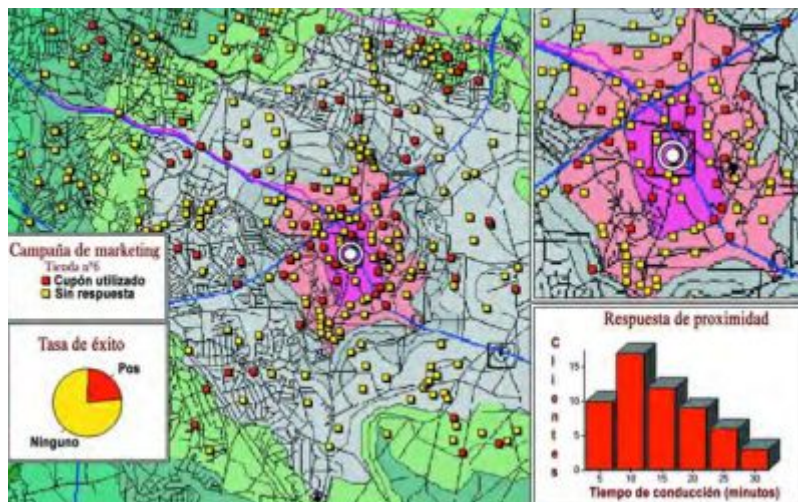 Campaña de marketing
Tienda nº6
Cupón utilizado
Sin respuesta
Tasa de éxito
Pos
Ninguno
Respuesta de proximidad
Clientes
15
10
5
0
5 10 15 20 25 30
Tiempo de conducción (minutos)